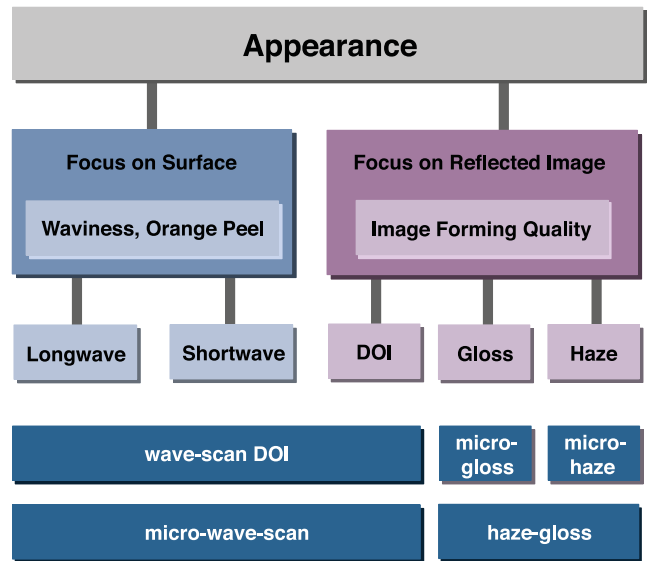 Appearance
Focus on Surface
Waviness, Orange Peel
Focus on Reflected Image
Image Forming Quality
Longwave
Shortwave
DOI
Gloss
Haze
wave-scan DOI
micro-
gloss
micro-
haze
micro-wave-scan
haze-gloss